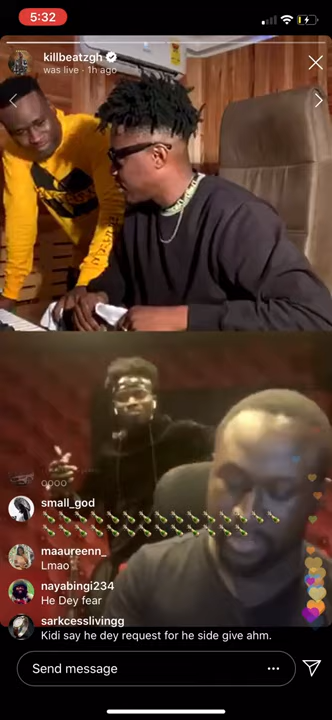 5:32
killbeatzgh
was live · 1h ago
oooo
small_god
maaureenn_
Lmao
nayabingi234
He Dey fear
sarkcesslivingg
Kidi say he dey request for he side give ahm.
Send message